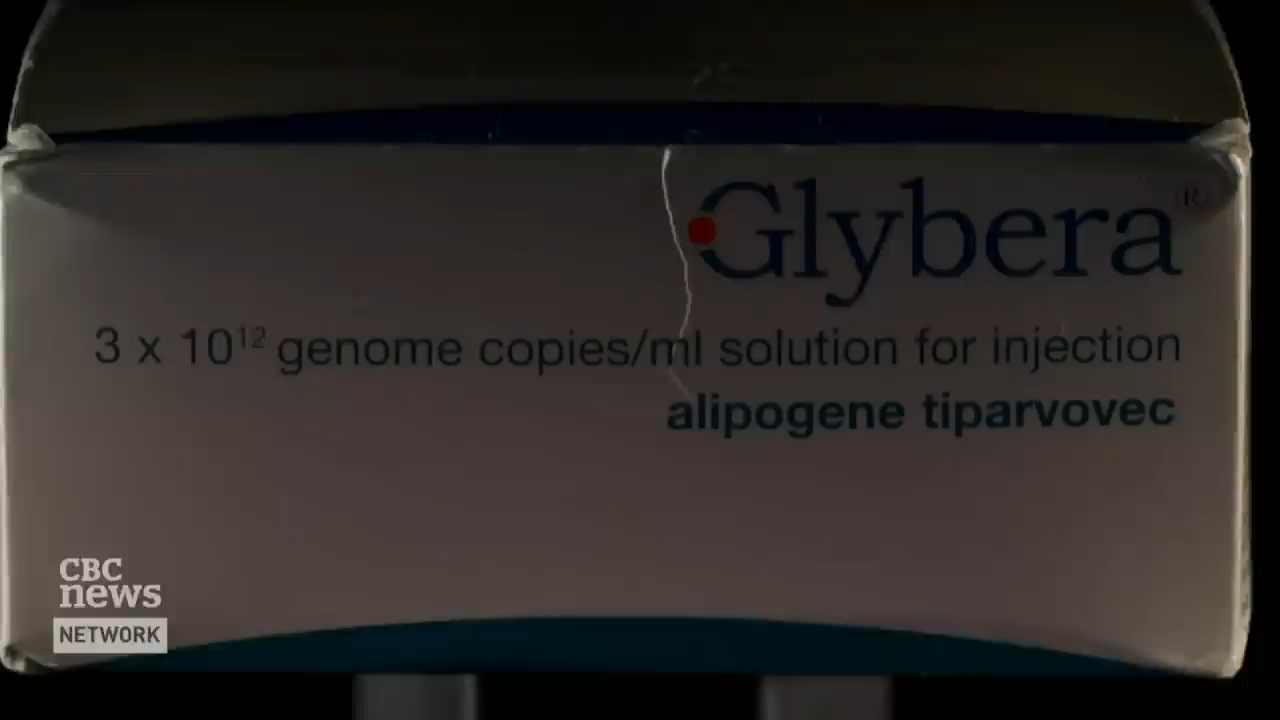 Glybera®
3 x 10¹² genome copies/ml solution for injection
alipogene tiparvovec
CBC
news
NETWORK